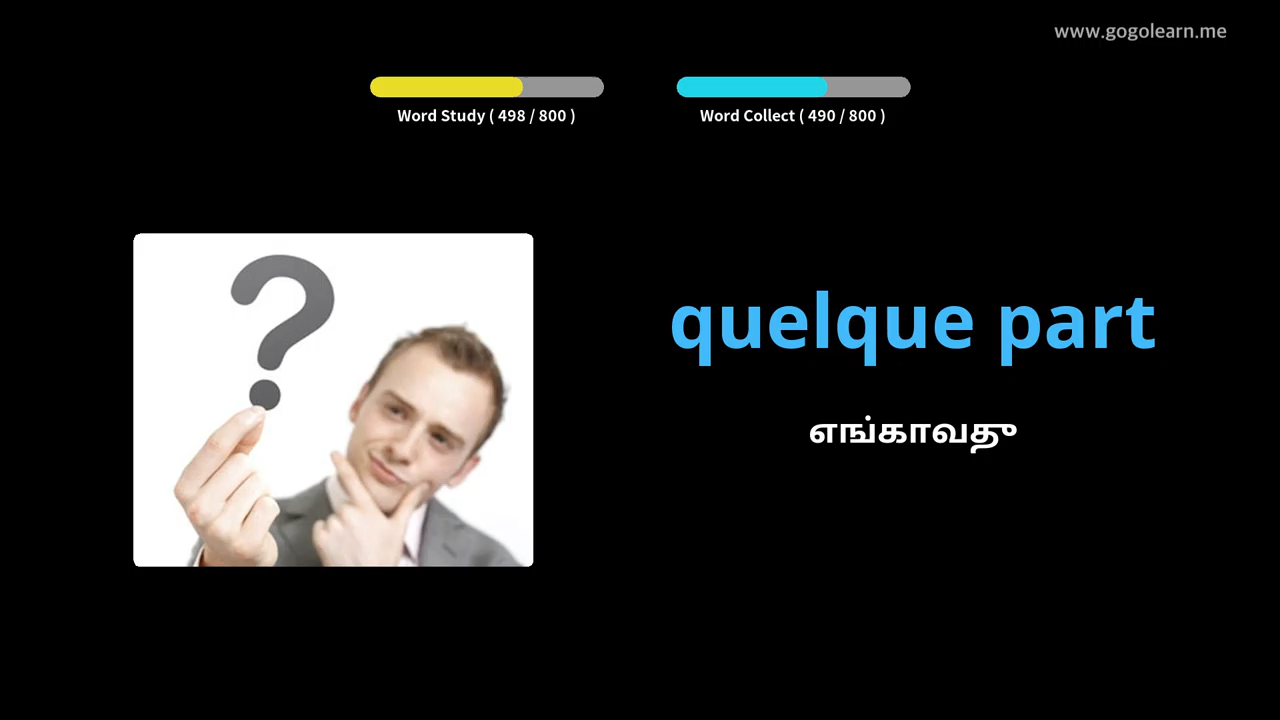 www.gogolearn.me
Word Study ( 498 / 800 )
Word Collect ( 490 / 800 )
quelque part
எங்காவது